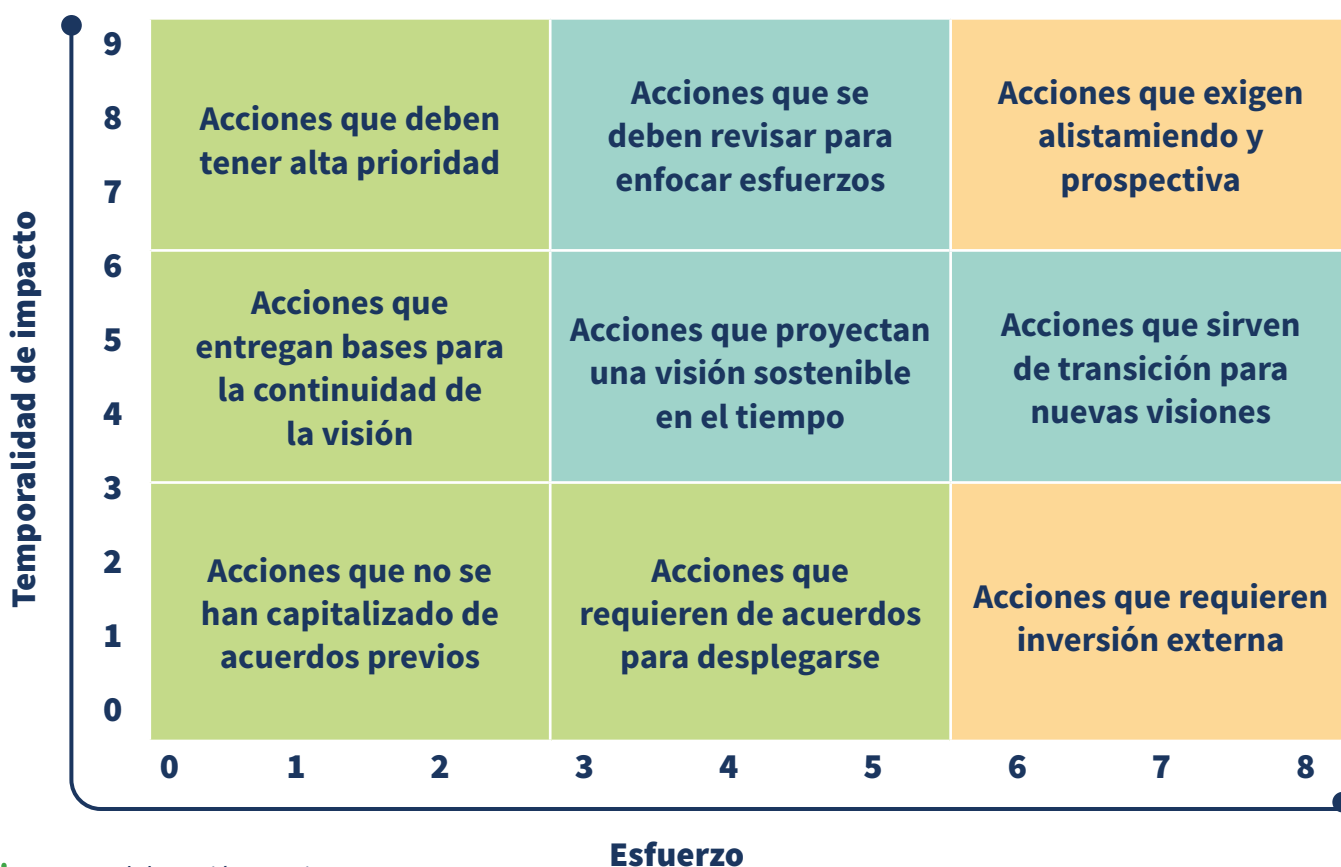 9
8
7
6
5
4
3
2
1
0
Temporalidad de impacto
Acciones que deben
tener alta prioridad
Acciones que se
deben revisar para
enfocar esfuerzos
Acciones que exigen
alistamiendo y
prospectiva
Acciones que
entregan bases para
la continuidad de
la visión
Acciones que proyectan
una visión sostenible
en el tiempo
Acciones que sirven
de transición para
nuevas visiones
Acciones que no se
han capitalizado de
acuerdos previos
Acciones que
requieren de acuerdos
para desplegarse
Acciones que requieren
inversión externa
0 1 2 3 4 5 6 7 8
Esfuerzo